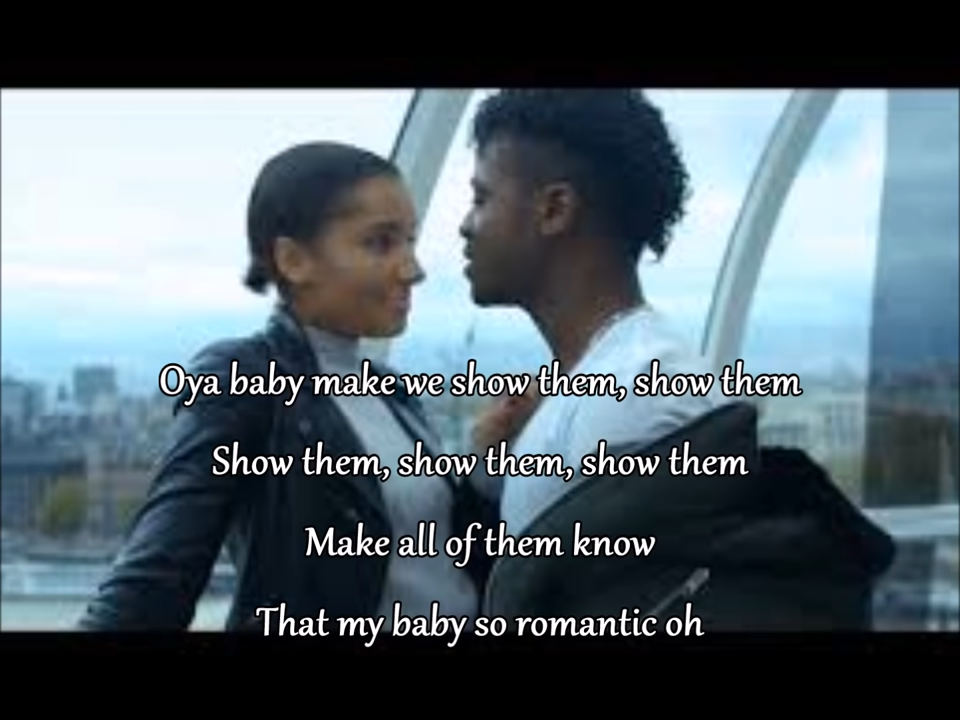 Oya baby make we show them, show them
Show them, show them, show them
Make all of them know
That my baby so romantic oh